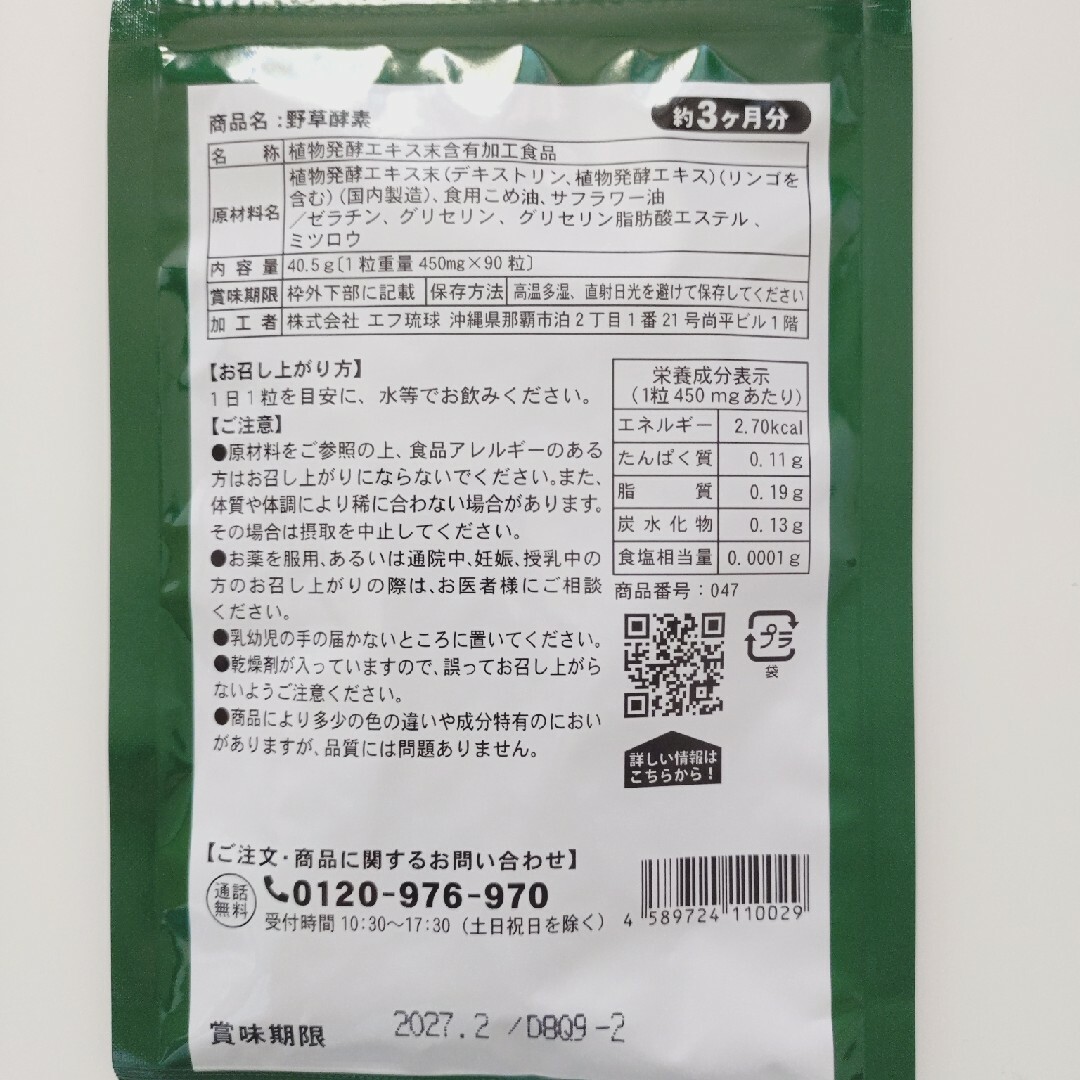 商品名：野草酵素
約3ヶ月分
名称 植物発酵エキス末含有加工食品
原材料名 植物発酵エキス末（デキストリン、植物発酵エキス）（リンゴを
含む）（国内製造）、食用こめ油、サフラワー油
／ゼラチン、グリセリン、グリセリン脂肪酸エステル、
ミツロウ
内容量 40.5g〔1粒重量 450mg×90粒〕
賞味期限 枠外下部に記載 保存方法 高温多湿、直射日光を避けて保存してください
加工者 株式会社 エフ琉球 沖縄県那覇市泊2丁目1番21号尚平ビル1階
【お召し上がり方】
1日1粒を目安に、水等でお飲みください。
【ご注意】
●原材料をご参照の上、食品アレルギーのある
方はお召し上がりにならないでください。また、
体質や体調により稀に合わない場合があります。
その場合は摂取を中止してください。
●お薬を服用、あるいは通院中、妊娠、授乳中の
方のお召し上がりの際は、お医者様にご相談
ください。
●乳幼児の手の届かないところに置いてください。
●乾燥剤が入っていますので、誤ってお召し上がら
ないようご注意ください。
●商品により多少の色の違いや成分特有のにおい
がありますが、品質には問題ありません。
栄養成分表示
（1粒450mgあたり）
エネルギー 2.70kcal
たんぱく質 0.11g
脂質 0.19g
炭水化物 0.13g
食塩相当量 0.0001g
商品番号：047
プラ
袋
詳しい情報は
こちらから！
【ご注文・商品に関するお問い合わせ】
通話
無料
0120-976-970
受付時間 10:30～17:30（土日祝日を除く）
4 589724 110029
賞味期限 2027.2 /D8Q9-2